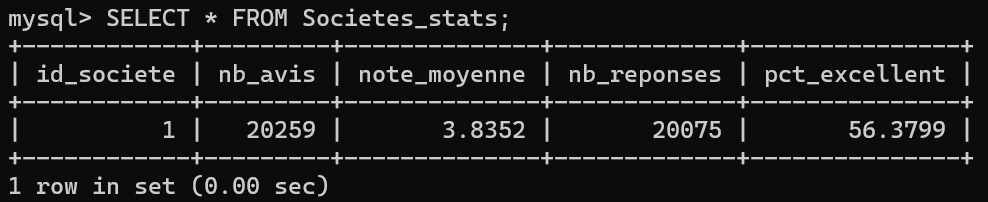 mysql> SELECT * FROM Societes_stats;
+------------+---------+--------------+-------------+---------------+
| id_societe | nb_avis | note_moyenne | nb_reponses | pct_excellent |
+------------+---------+--------------+-------------+---------------+
|          1 |   20259 |       3.8352 |       20075 |       56.3799 |
+------------+---------+--------------+-------------+---------------+
1 row in set (0.00 sec)